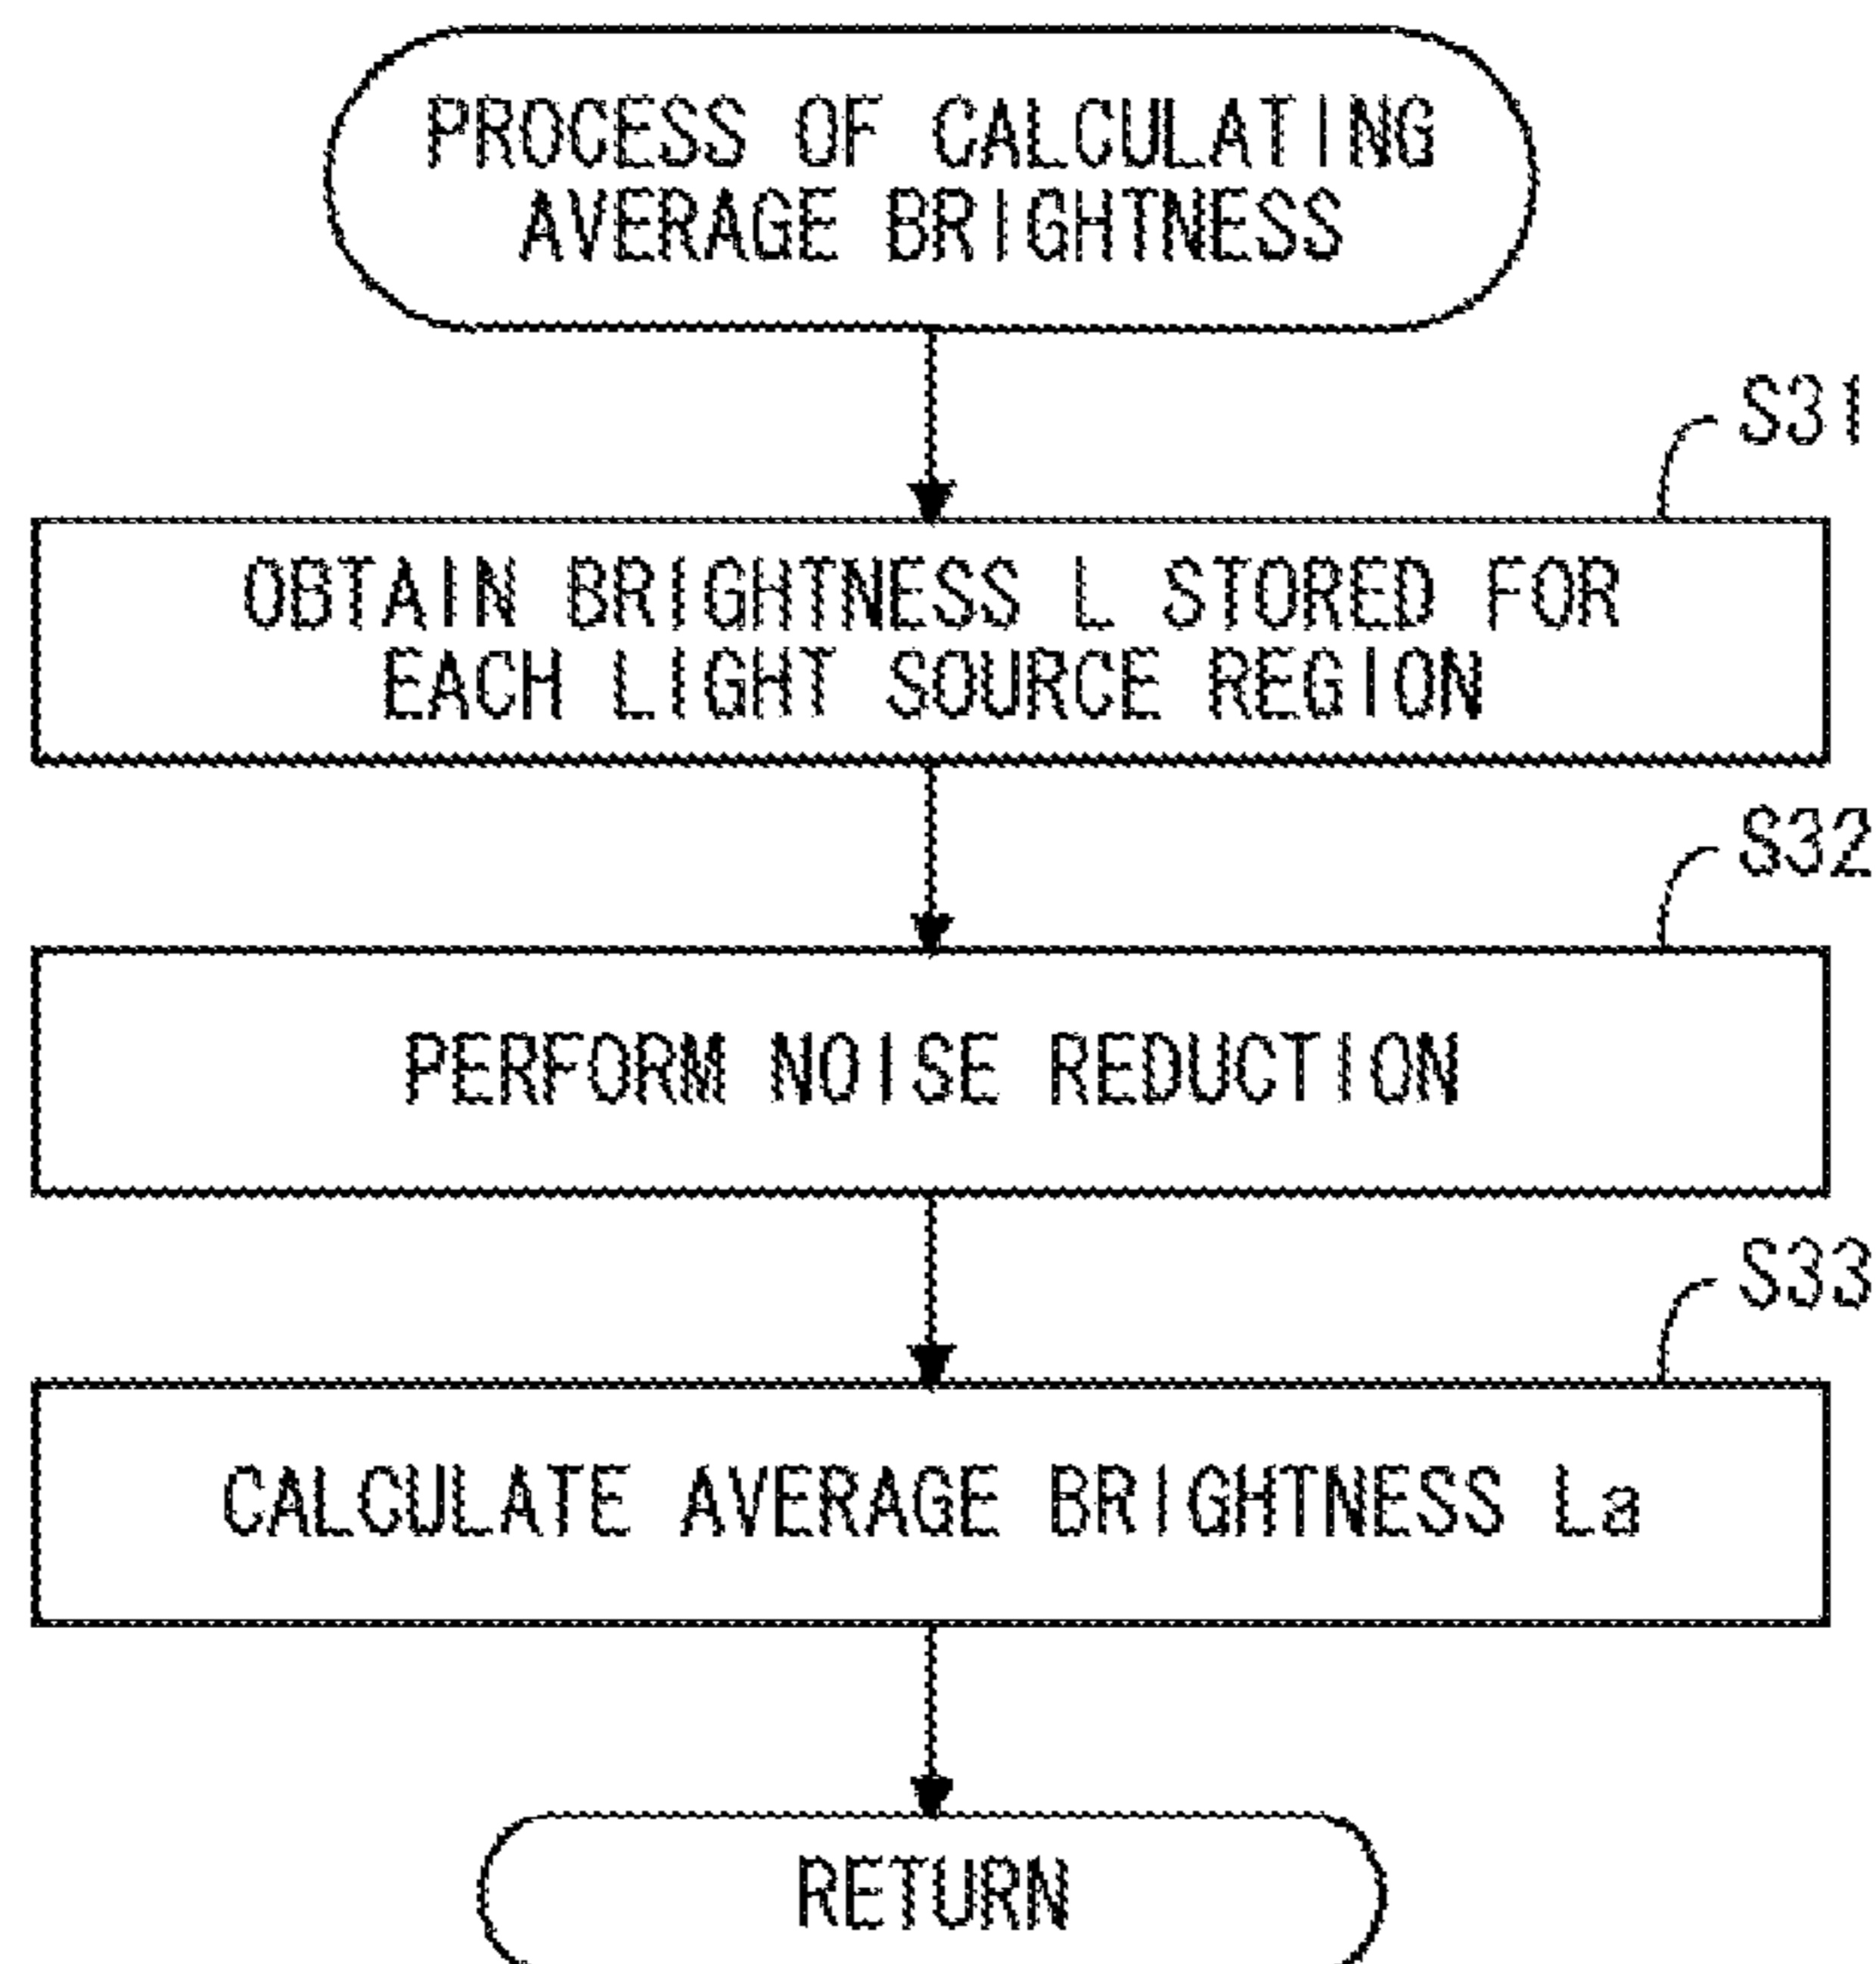 PROCESS OF CALCULATING
AVERAGE BRIGHTNESS
S31
OBTAIN BRIGHTNESS L STORED FOR
EACH LIGHT SOURCE REGION
S32
PERFORM NOISE REDUCTION
S33
CALCULATE AVERAGE BRIGHTNESS La
RETURN